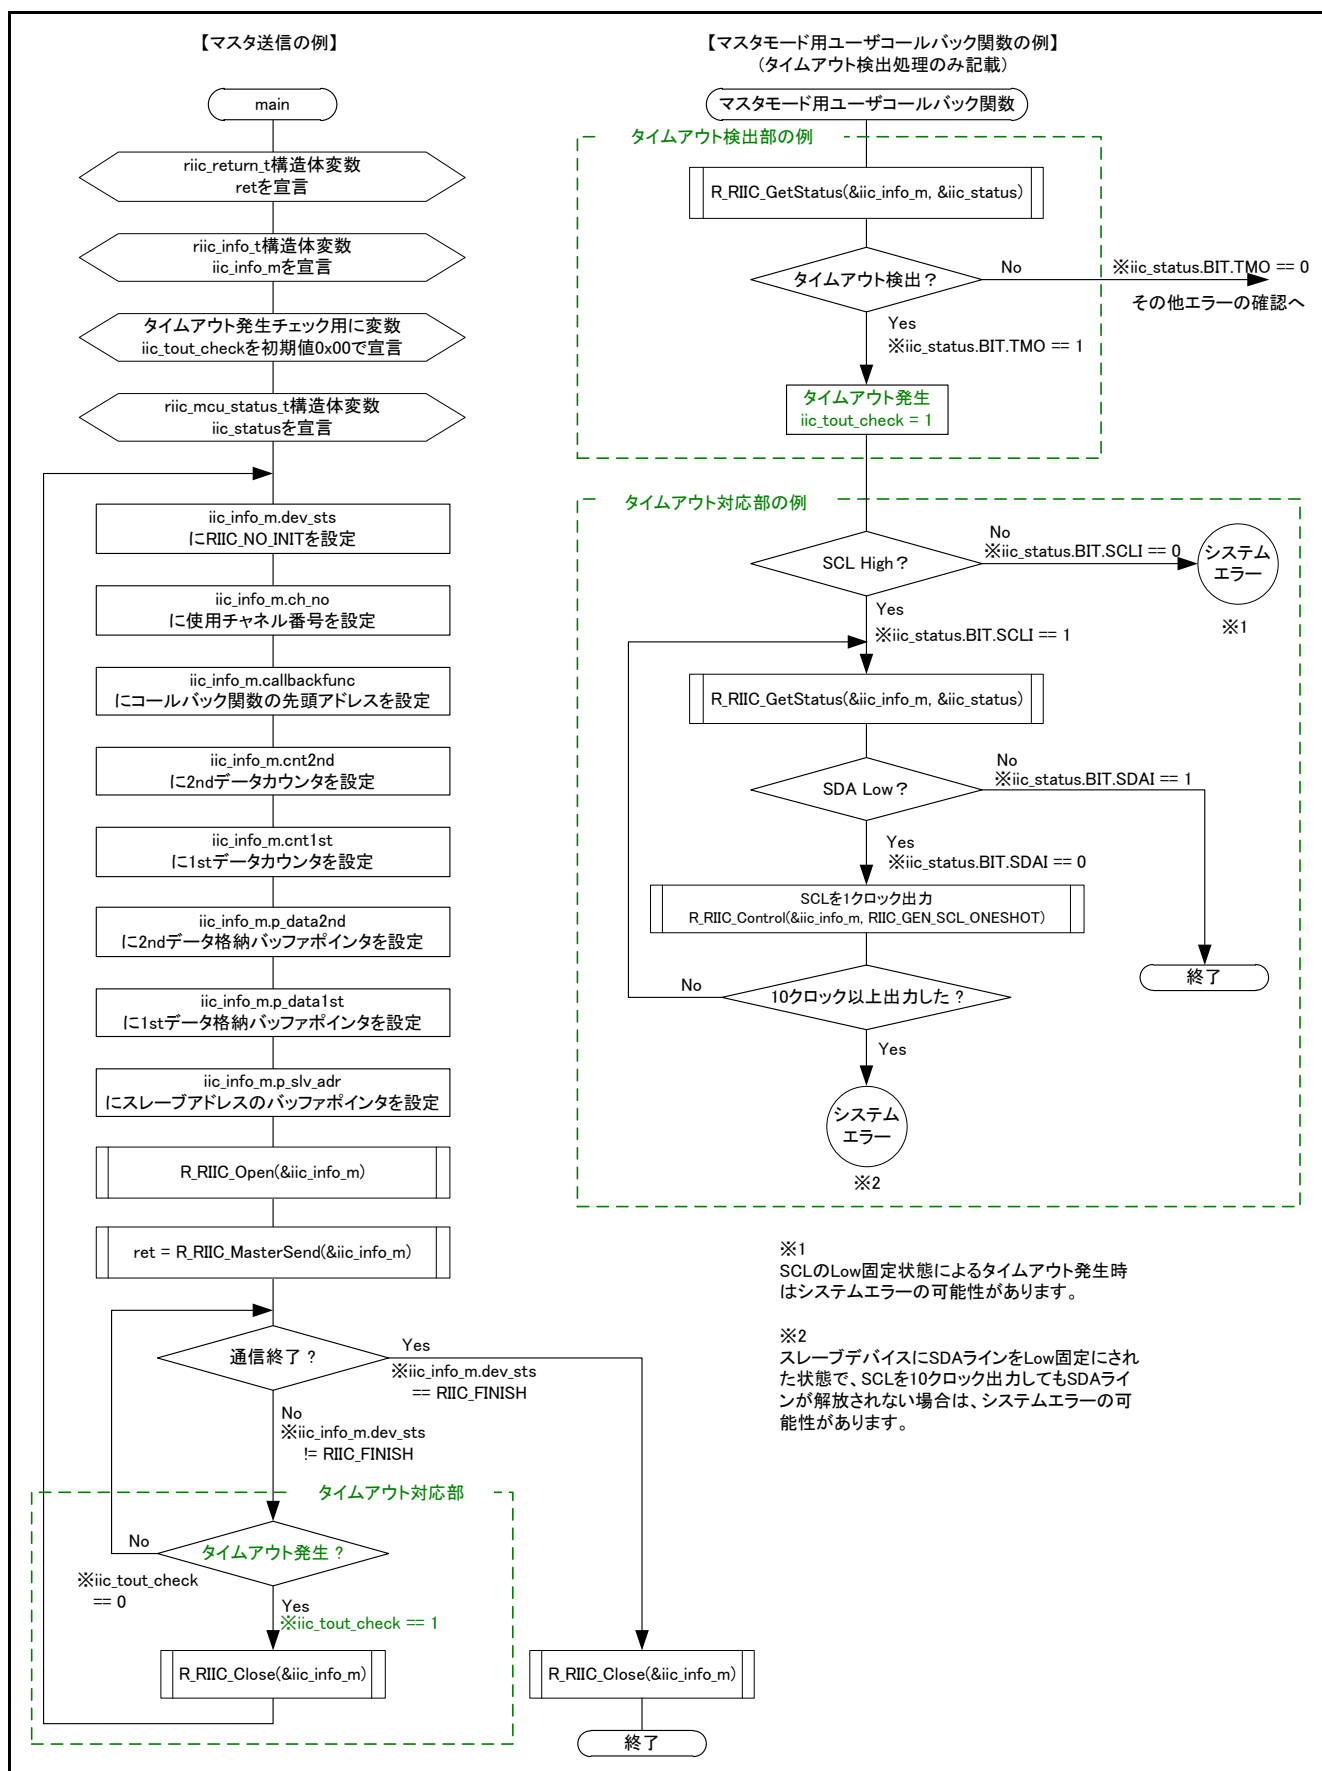 【マスタ送信の例】
main
riic_return_t構造体変数
retを宣言
riic_info_t構造体変数
iic_info_mを宣言
タイムアウト発生チェック用に変数
iic_tout_checkを初期値0x00で宣言
riic_mcu_status_t構造体変数
iic_statusを宣言
iic_info_m.dev_sts
にRIIC_NO_INITを設定
iic_info_m.ch_no
に使用チャネル番号を設定
iic_info_m.callbackfunc
にコールバック関数の先頭アドレスを設定
iic_info_m.cnt2nd
に2ndデータカウンタを設定
iic_info_m.cnt1st
に1stデータカウンタを設定
iic_info_m.p_data2nd
に2ndデータ格納バッファポインタを設定
iic_info_m.p_data1st
に1stデータ格納バッファポインタを設定
iic_info_m.p_slv_adr
にスレーブアドレスのバッファポインタを設定
R_RIIC_Open(&iic_info_m)
ret = R_RIIC_MasterSend(&iic_info_m)
通信終了？
Yes
※iic_info_m.dev_sts
== RIIC_FINISH
No
※iic_info_m.dev_sts
!= RIIC_FINISH
タイムアウト対応部
タイムアウト発生？
No
※iic_tout_check
== 0
Yes
※iic_tout_check == 1
R_RIIC_Close(&iic_info_m)
R_RIIC_Close(&iic_info_m)
終了
【マスタモード用ユーザコールバック関数の例】
（タイムアウト検出処理のみ記載）
マスタモード用ユーザコールバック関数
タイムアウト検出部の例
R_RIIC_GetStatus(&iic_info_m, &iic_status)
タイムアウト検出？
No
※iic_status.BIT.TMO == 0
その他エラーの確認へ
Yes
※iic_status.BIT.TMO == 1
タイムアウト発生
iic_tout_check = 1
タイムアウト対応部の例
SCL High？
No
※iic_status.BIT.SCLI == 0
システム
エラー
※1
Yes
※iic_status.BIT.SCLI == 1
R_RIIC_GetStatus(&iic_info_m, &iic_status)
SDA Low？
No
※iic_status.BIT.SDAI == 1
Yes
※iic_status.BIT.SDAI == 0
SCLを1クロック出力
R_RIIC_Control(&iic_info_m, RIIC_GEN_SCL_ONESHOT)
終了
10クロック以上出力した？
No
Yes
システム
エラー
※2
※1
SCLのLow固定状態によるタイムアウト発生時
はシステムエラーの可能性があります。
※2
スレーブデバイスにSDAラインをLow固定にされ
た状態で、SCLを10クロック出力してもSDAライ
ンが解放されない場合は、システムエラーの可
能性があります。